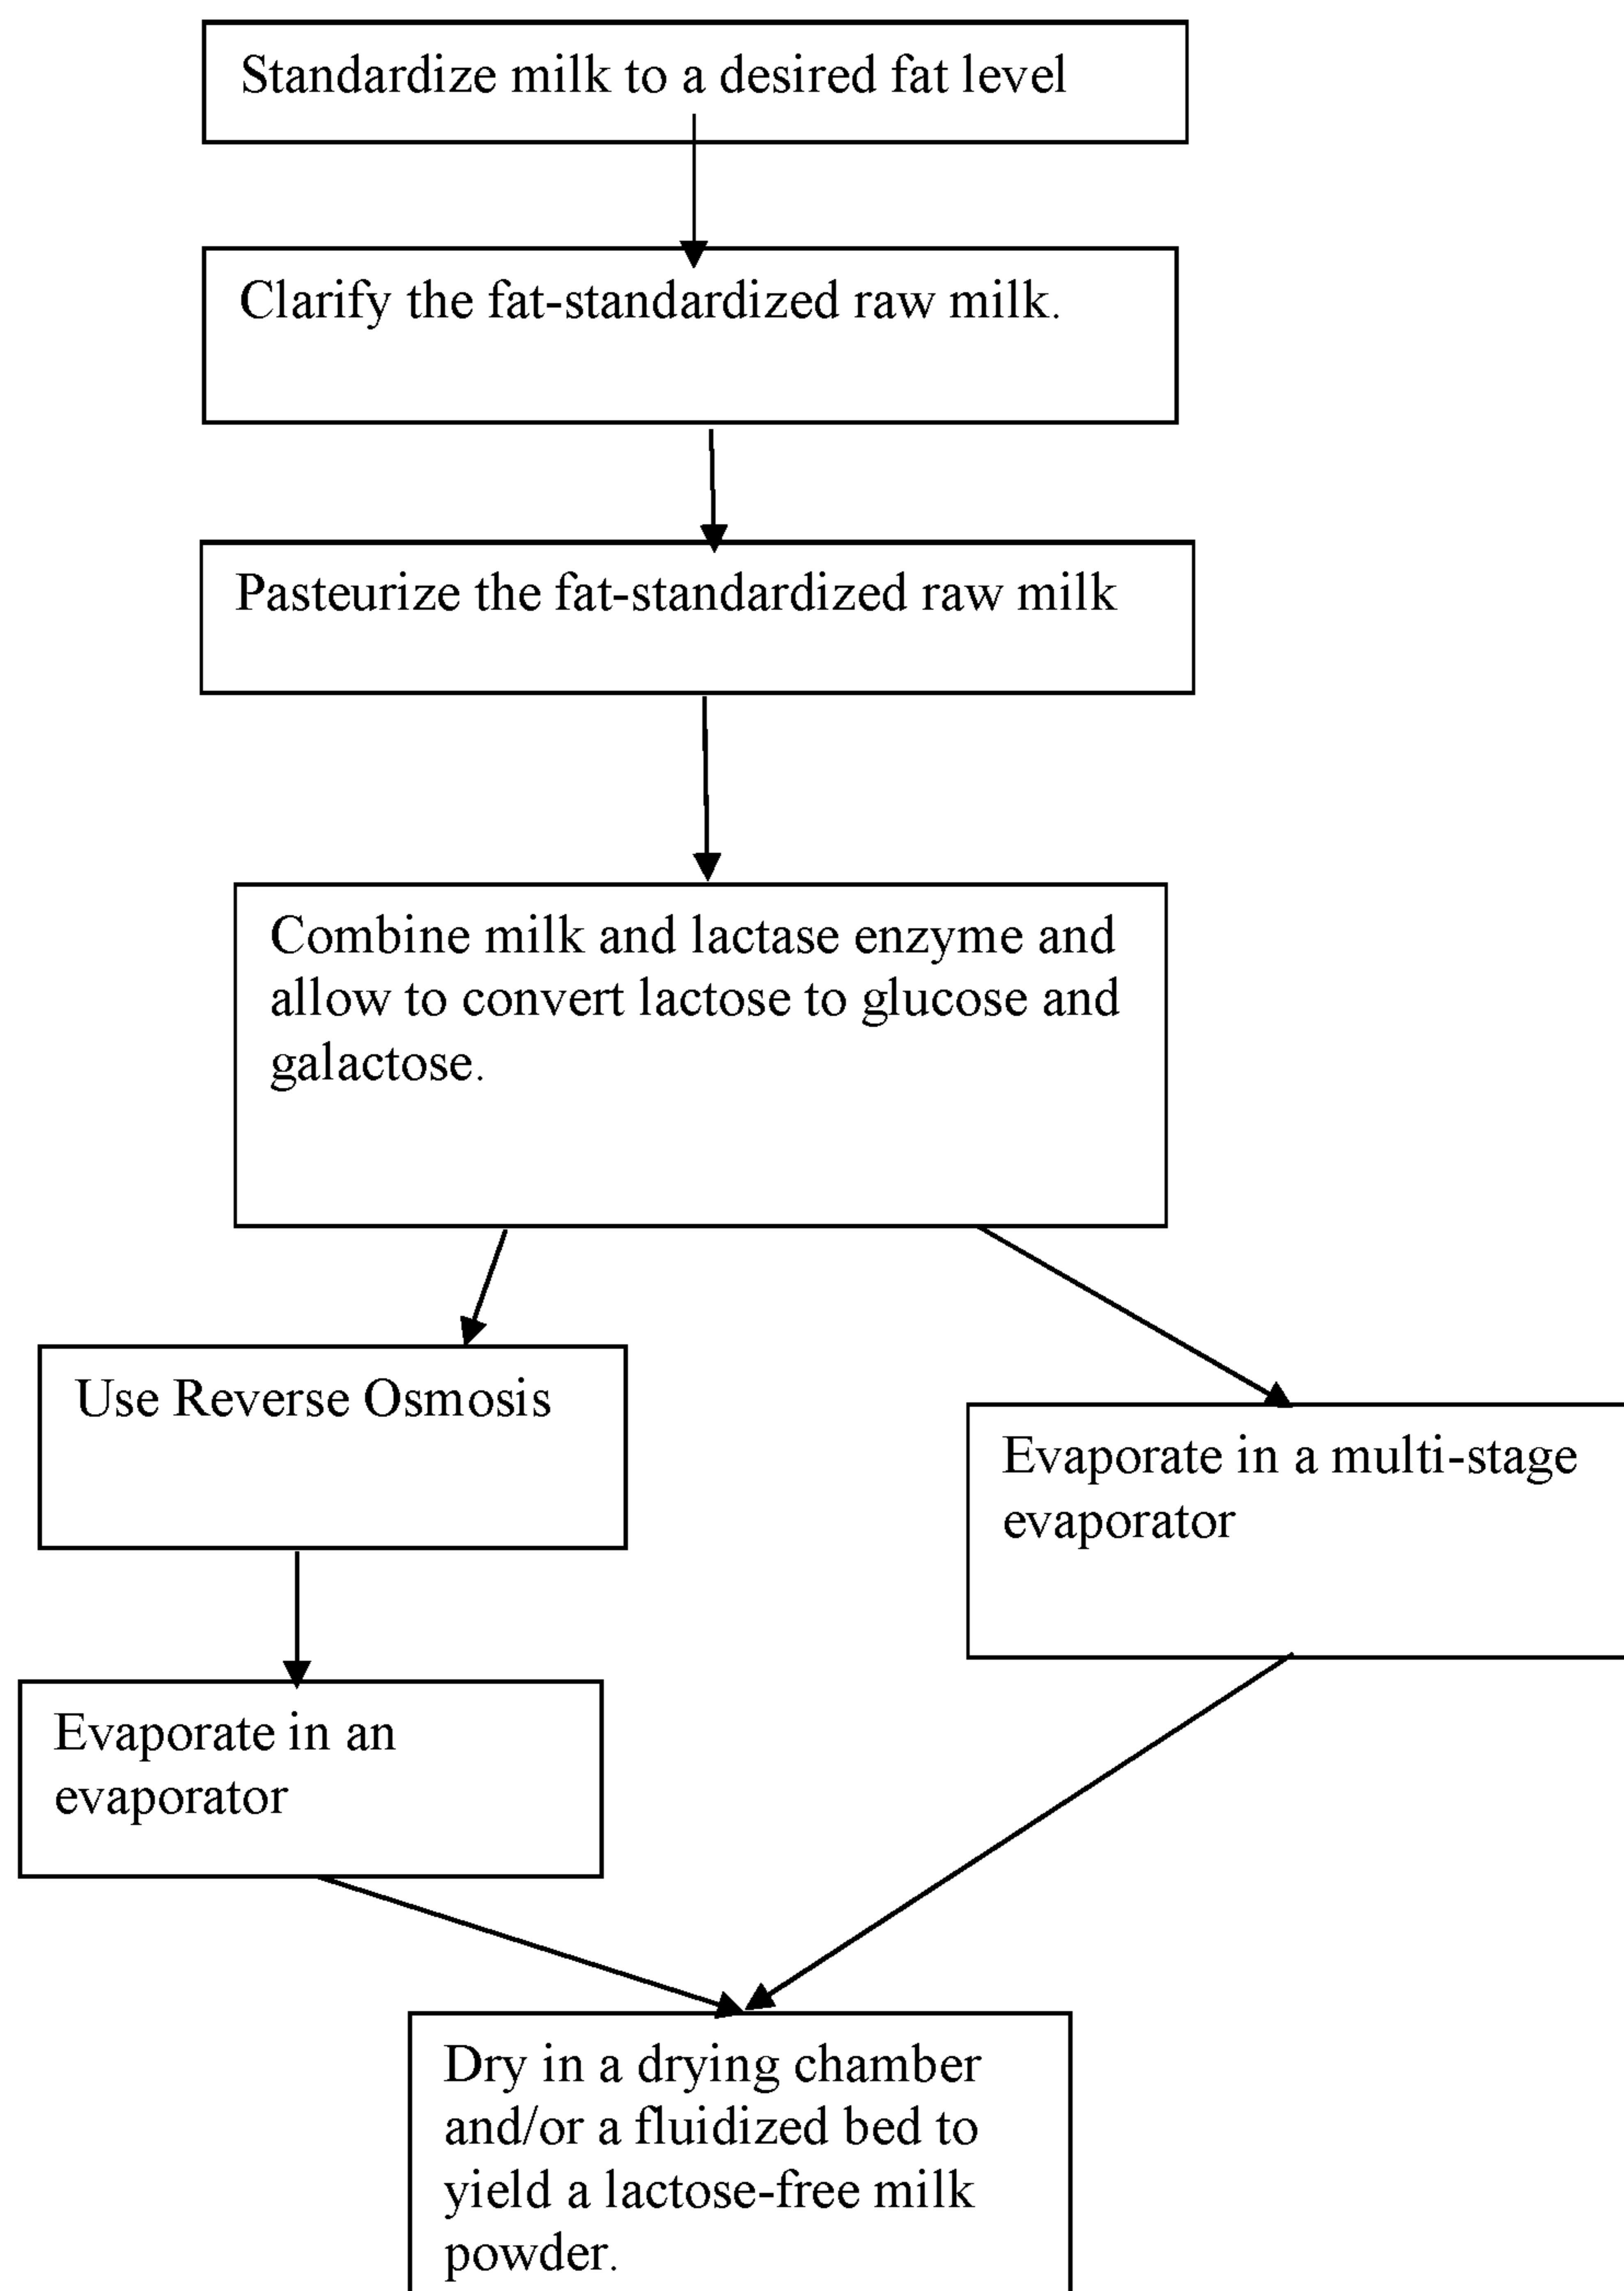 Standardize milk to a desired fat level
Clarify the fat-standardized raw milk.
Pasteurize the fat-standardized raw milk
Combine milk and lactase enzyme and
allow to convert lactose to glucose and
galactose.
Use Reverse Osmosis
Evaporate in a multi-stage
evaporator
Evaporate in an
evaporator
Dry in a drying chamber
and/or a fluidized bed to
yield a lactose-free milk
powder.